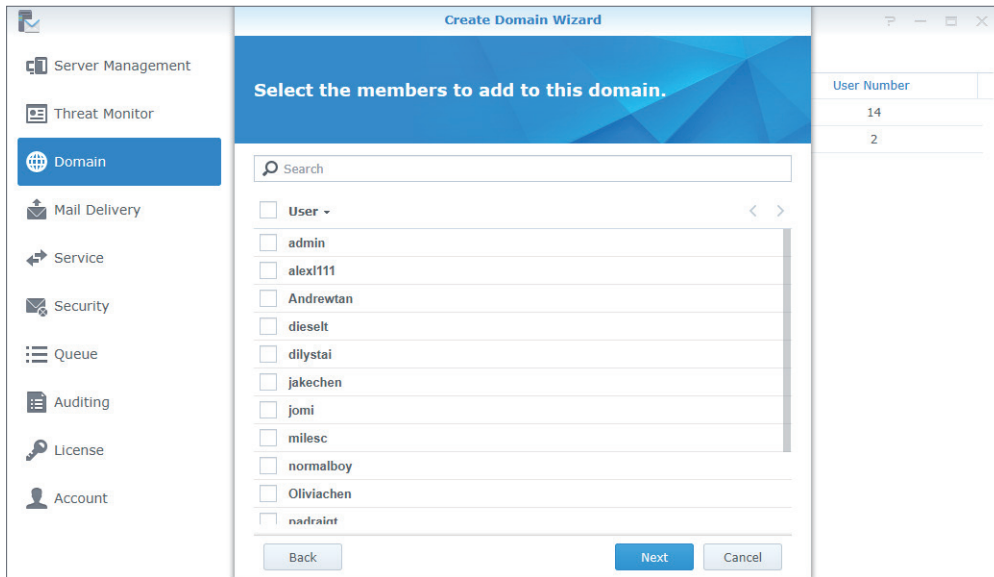 Create Domain Wizard
Server Management
Threat Monitor
Domain
Mail Delivery
Service
Security
Queue
Auditing
License
Account
Select the members to add to this domain.
Search
User
admin
alexl111
Andrewtan
dieselt
dilystai
jakechen
jomi
milesc
normalboy
Oliviachen
padraigt
Back Next Cancel
User Number
14
2